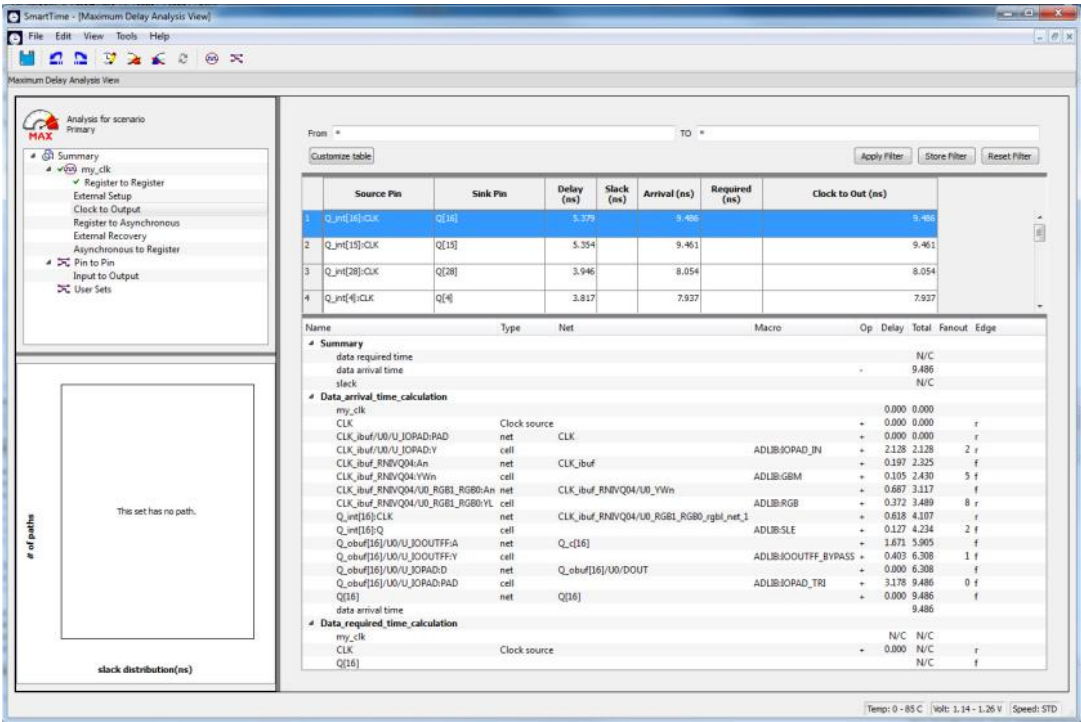 SmartTime - [Maximum Delay Analysis View]
File Edit View Tools Help
Maximum Delay Analysis View
MAX
Analysis for scenario
Primary
Summary
my_clk
Register to Register
External Setup
Clock to Output
Register to Asynchronous
External Recovery
Asynchronous to Register
Pin to Pin
Input to Output
User Sets
# of paths
This set has no path.
slack distribution(ns)
From * TO *
Customize table Apply Filter Store Filter Reset Filter
Source Pin Sink Pin Delay (ns) Slack (ns) Arrival (ns) Required (ns) Clock to Out (ns)
1 Q_int[16]:CLK Q[16] 5.379 9.486 9.486
2 Q_int[15]:CLK Q[15] 5.354 9.461 9.461
3 Q_int[28]:CLK Q[28] 3.946 8.054 8.054
4 Q_int[4]:CLK Q[4] 3.817 7.937 7.937
Name Type Net Macro Op Delay Total Fanout Edge
Summary
data required time N/C
data arrival time - 9.486
slack N/C
Data_arrival_time_calculation
my_clk 0.000 0.000
CLK Clock source + 0.000 0.000 r
CLK_ibuf/U0/U_IOPAD:PAD net CLK + 0.000 0.000 r
CLK_ibuf/U0/U_IOPAD:Y cell ADLIB:IOPAD_IN + 2.128 2.128 2 r
CLK_ibuf_RNIVQ04:An net CLK_ibuf + 0.197 2.325 f
CLK_ibuf_RNIVQ04:YWn cell ADLIB:GBM + 0.105 2.430 5 f
CLK_ibuf_RNIVQ04/U0_RGB1_RGB0:An net CLK_ibuf_RNIVQ04/U0_YWn + 0.687 3.117 f
CLK_ibuf_RNIVQ04/U0_RGB1_RGB0:YL cell ADLIB:RGB + 0.372 3.489 8 r
Q_int[16]:CLK net CLK_ibuf_RNIVQ04/U0_RGB1_RGB0_rgbl_net_1 + 0.618 4.107 r
Q_int[16]:Q cell ADLIB:SLE + 0.127 4.234 2 f
Q_obuf[16]/U0/U_IOOUTFF:A net Q_c[16] + 1.671 5.905 f
Q_obuf[16]/U0/U_IOOUTFF:Y cell ADLIB:IOOUTFF_BYPASS + 0.403 6.308 1 f
Q_obuf[16]/U0/U_IOPAD:D net Q_obuf[16]/U0/DOUT + 0.000 6.308 f
Q_obuf[16]/U0/U_IOPAD:PAD cell ADLIB:IOPAD_TRI + 3.178 9.486 0 f
Q[16] net Q[16] + 0.000 9.486 f
data arrival time 9.486
Data_required_time_calculation
my_clk N/C N/C
CLK Clock source + 0.000 N/C r
Q[16] N/C f
Temp: 0 - 85 C Volt: 1.14 - 1.26 V Speed: STD